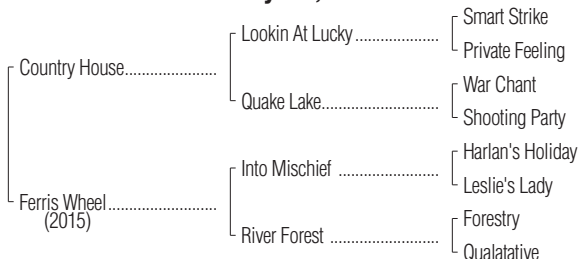 Smart Strike
Lookin At Lucky....................
Private Feeling
Country House......................
War Chant
Quake Lake............................
Shooting Party
Harlan's Holiday
Into Mischief ........................
Leslie's Lady
Ferris Wheel..........................
(2015)
Forestry
River Forest ..........................
Qualatative